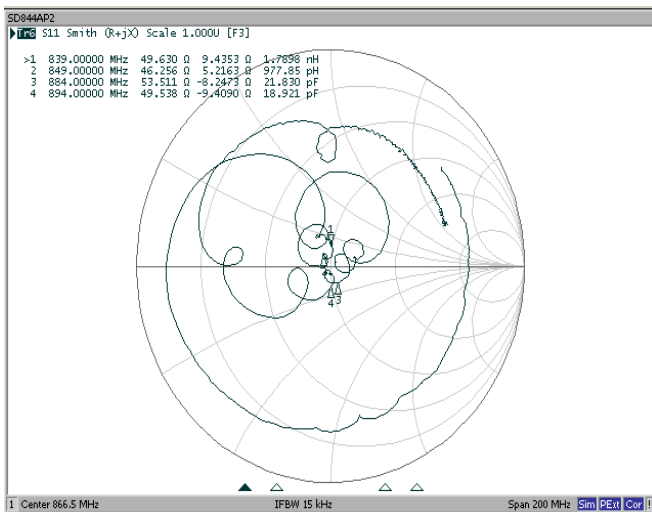 SD844AP2
Tr6 S11 Smith (R+jX) Scale 1.000U [F3]
>1 839.00000 MHz 49.630 Ω 9.4353 Ω 1.7898 nH
2 849.00000 MHz 46.256 Ω 5.2163 Ω 977.85 pH
3 884.00000 MHz 53.511 Ω -8.2473 Ω 21.830 pF
4 894.00000 MHz 49.538 Ω -9.4090 Ω 18.921 pF
1
4 3
1 Center 866.5 MHz IFBW 15 kHz Span 200 MHz Sim PExt Cor !